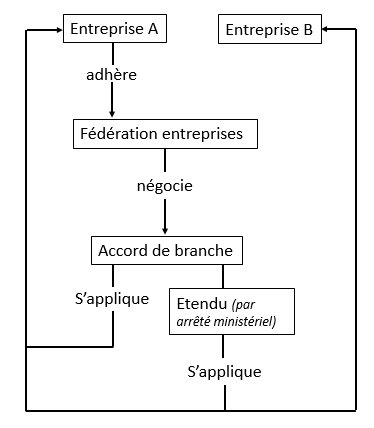 Entreprise A
Entreprise B
adhère
Fédération entreprises
négocie
Accord de branche
S’applique
Etendu (par
arrêté ministériel)
S’applique